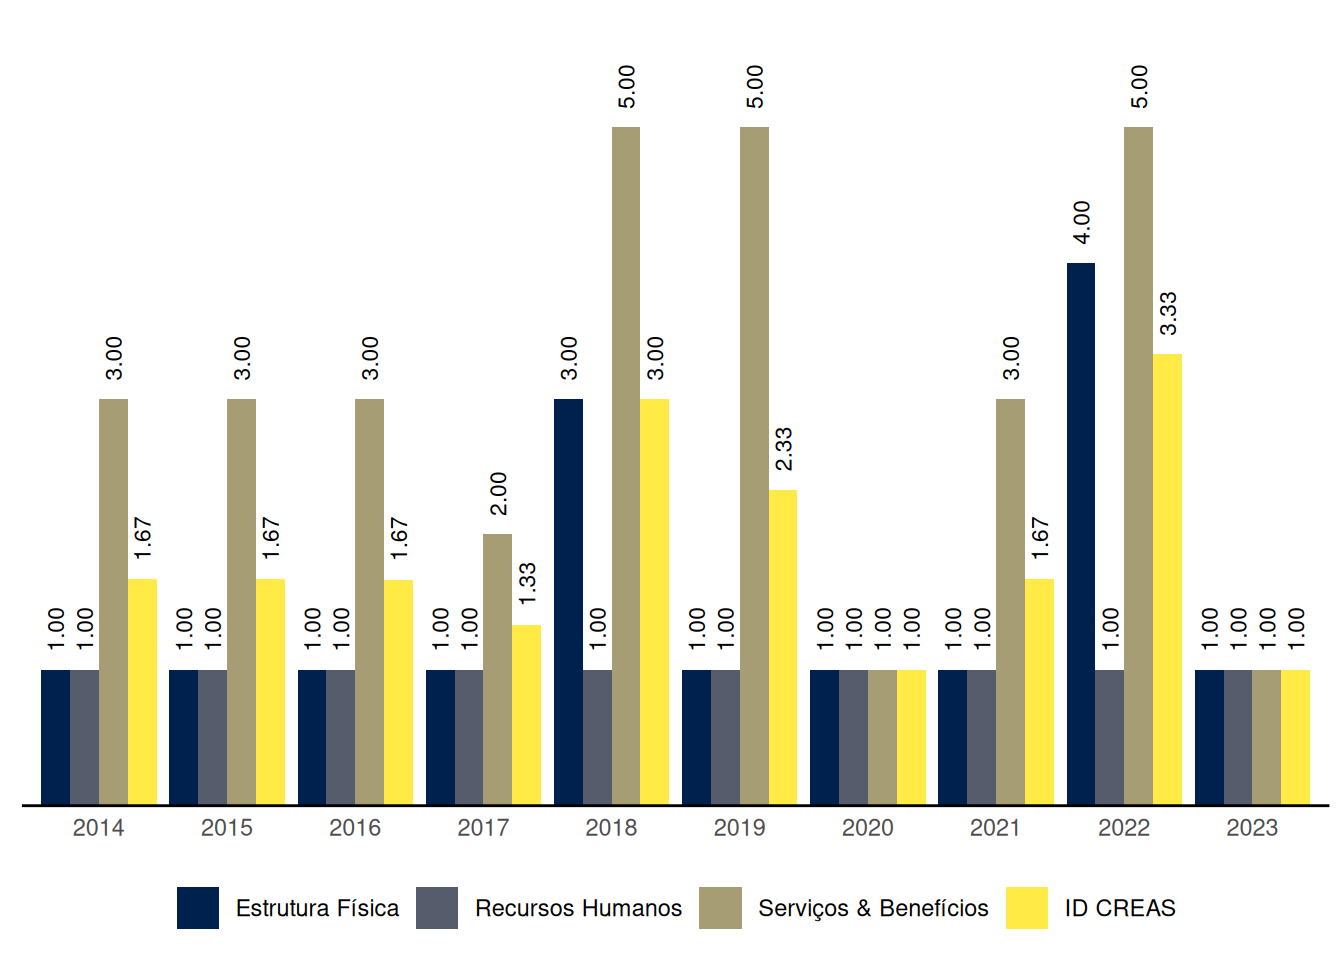 1.00 1.00 3.00 1.67 1.00 1.00 3.00 1.67 1.00 1.00 3.00 1.67 1.00 1.00 2.00 1.33 3.00 1.00 5.00 3.00 1.00 1.00 5.00 2.33 1.00 1.00 1.00 1.00 1.00 1.00 3.00 1.67 4.00 1.00 5.00 3.33 1.00 1.00 1.00 1.00
2014 2015 2016 2017 2018 2019 2020 2021 2022 2023
Estrutura Física Recursos Humanos Serviços & Benefícios ID CREAS